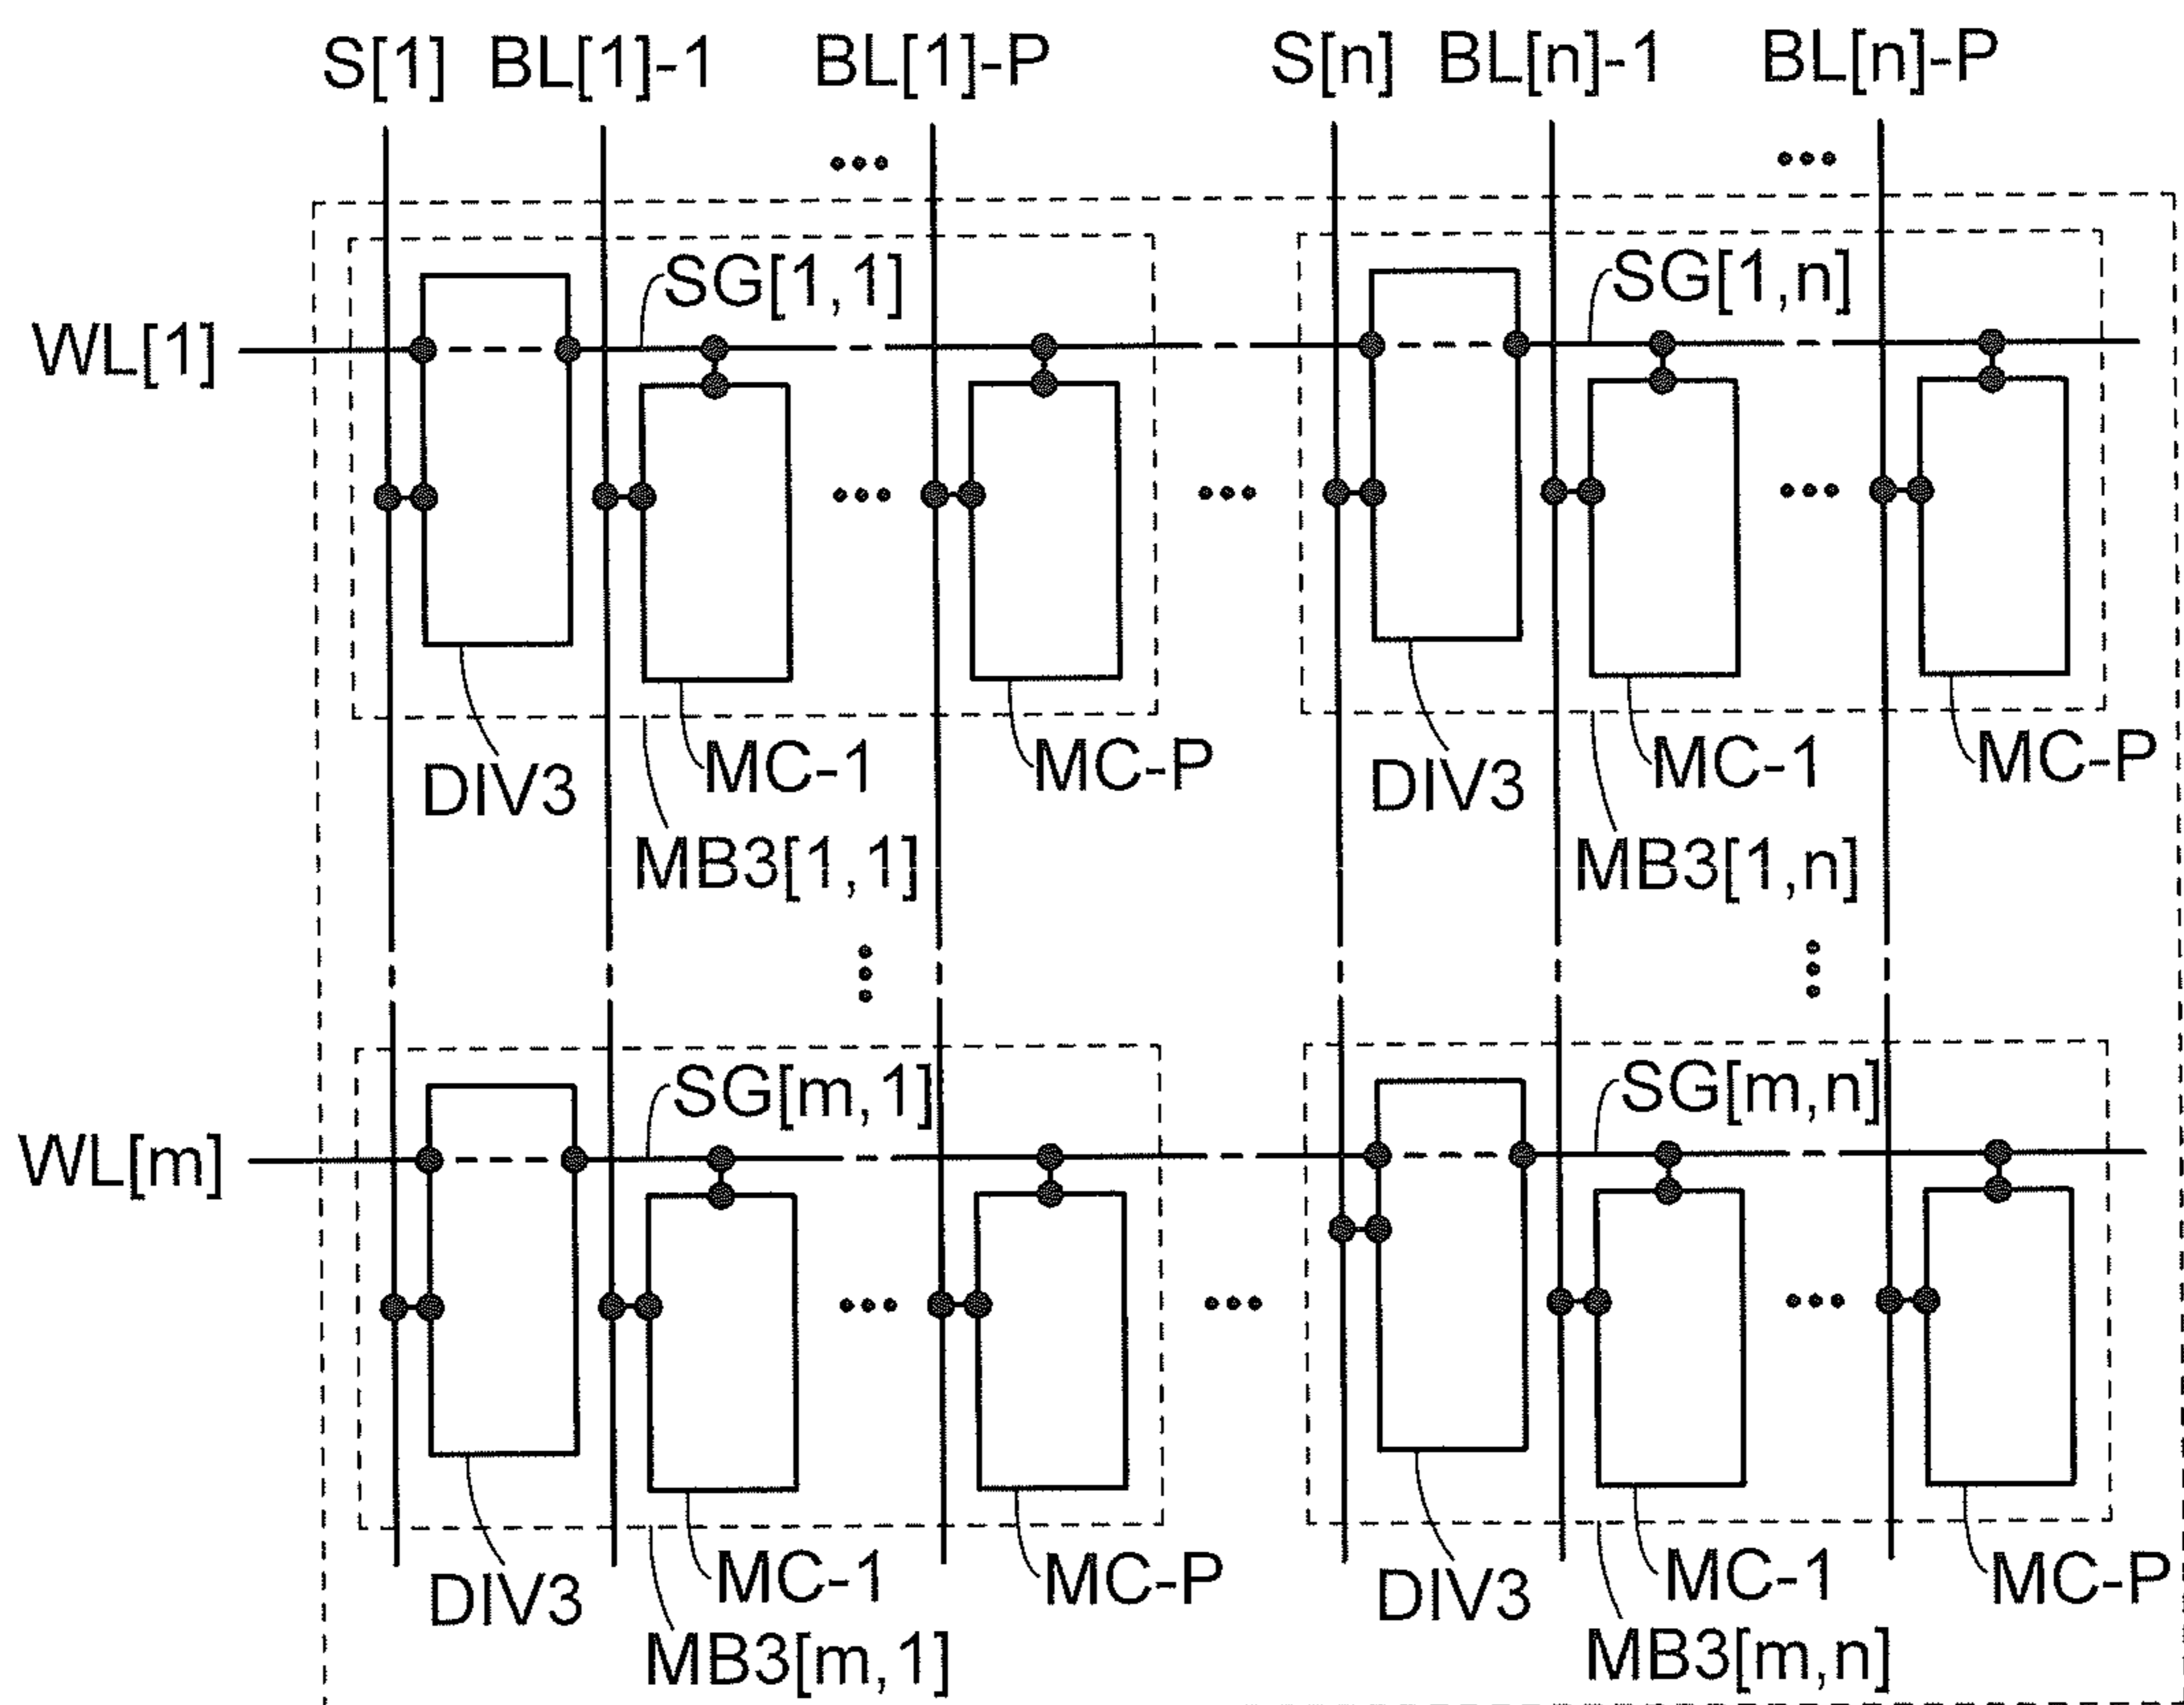 S[1] BL[1]-1 BL[1]-P S[n] BL[n]-1 BL[n]-P
SG[1,1] SG[1,n]
WL[1]
DIV3 MC-1 MC-P DIV3 MC-1 MC-P
MB3[1,1] MB3[1,n]
SG[m,1] SG[m,n]
WL[m]
DIV3 MC-1 MC-P DIV3 MC-1 MC-P
MB3[m,1] MB3[m,n]